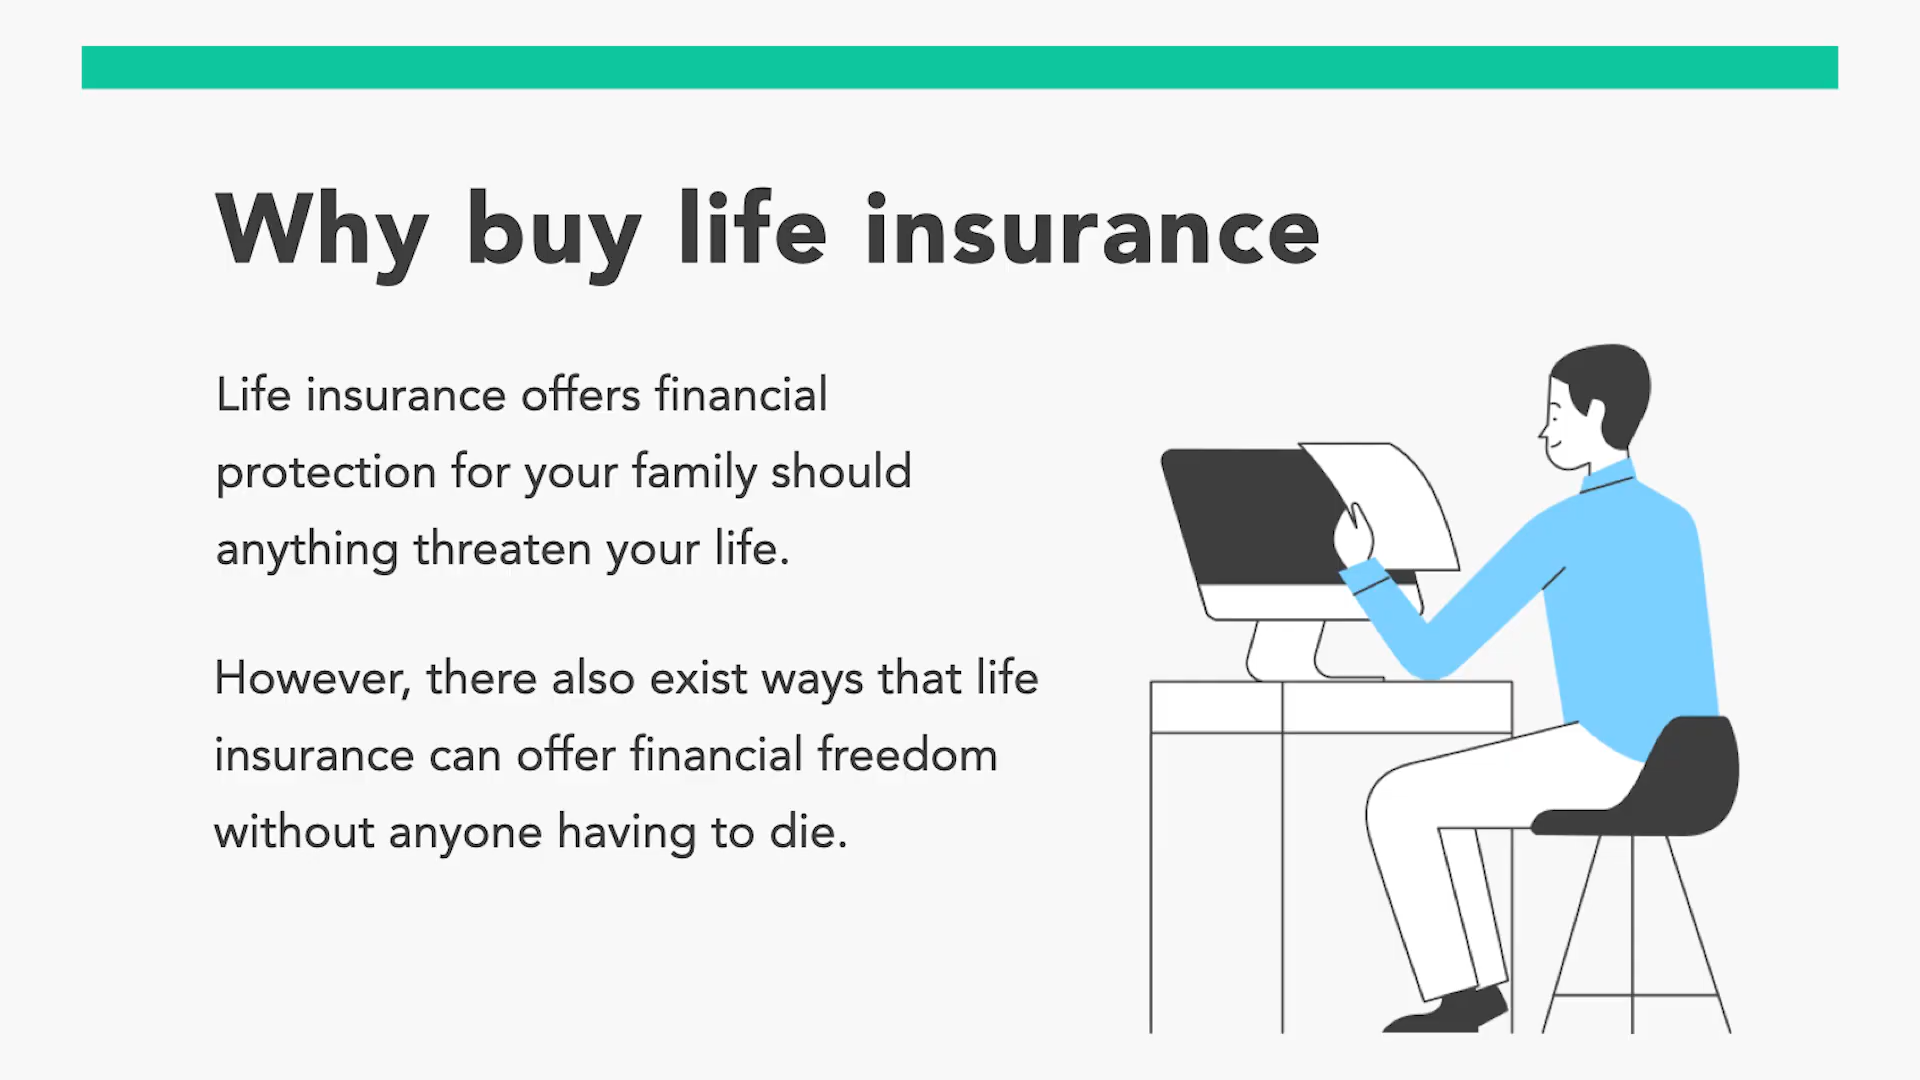 Why buy life insurance
Life insurance offers financial
protection for your family should
anything threaten your life.
However, there also exist ways that life
insurance can offer financial freedom
without anyone having to die.